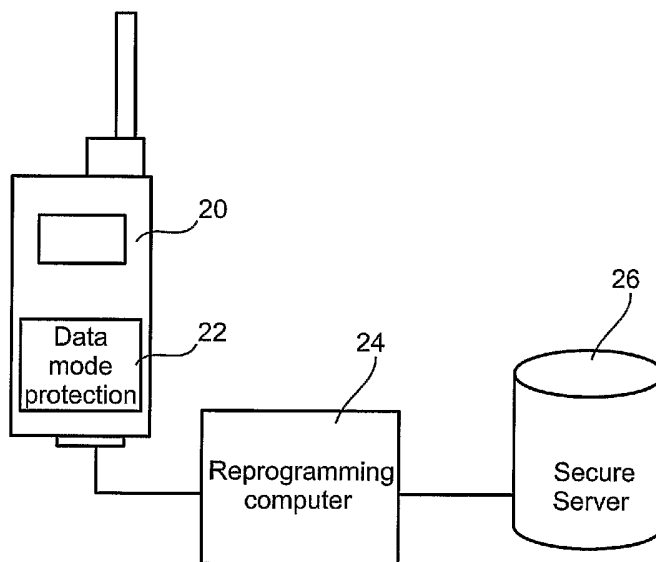 20
Data
mode
protection
22
24
Reprogramming
computer
26
Secure
Server